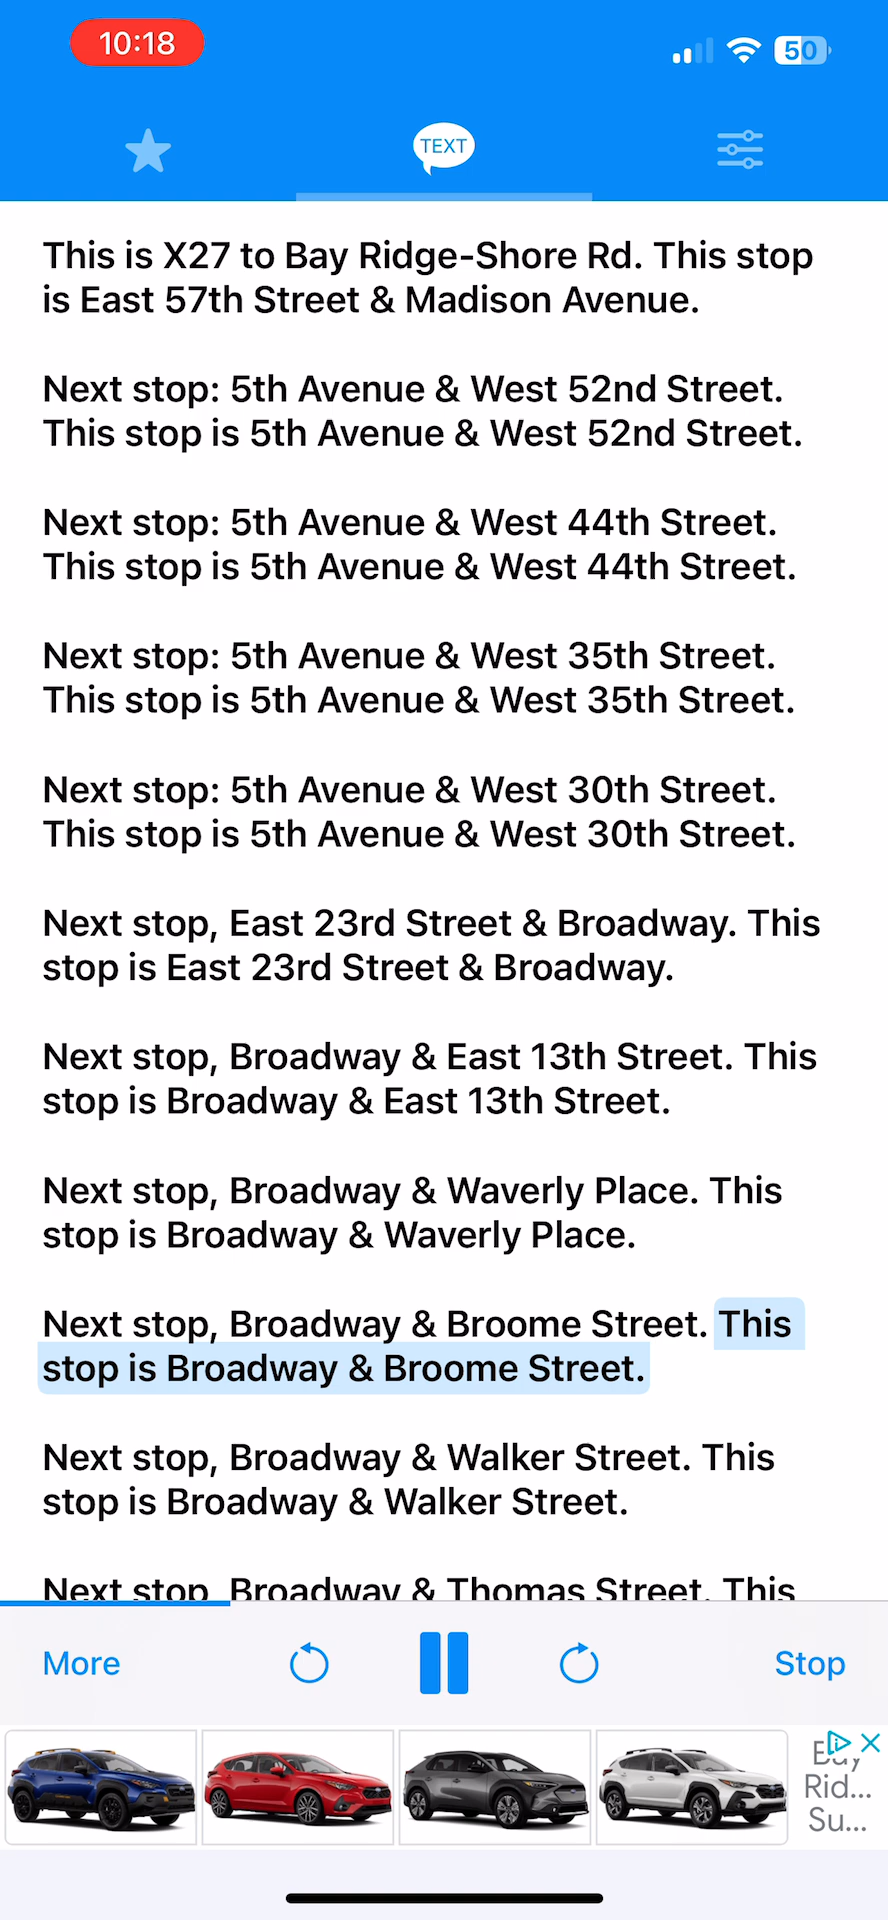 10:18
50
TEXT
This is X27 to Bay Ridge-Shore Rd. This stop
is East 57th Street & Madison Avenue.
Next stop: 5th Avenue & West 52nd Street.
This stop is 5th Avenue & West 52nd Street.
Next stop: 5th Avenue & West 44th Street.
This stop is 5th Avenue & West 44th Street.
Next stop: 5th Avenue & West 35th Street.
This stop is 5th Avenue & West 35th Street.
Next stop: 5th Avenue & West 30th Street.
This stop is 5th Avenue & West 30th Street.
Next stop, East 23rd Street & Broadway. This
stop is East 23rd Street & Broadway.
Next stop, Broadway & East 13th Street. This
stop is Broadway & East 13th Street.
Next stop, Broadway & Waverly Place. This
stop is Broadway & Waverly Place.
Next stop, Broadway & Broome Street. This
stop is Broadway & Broome Street.
Next stop, Broadway & Walker Street. This
stop is Broadway & Walker Street.
Next stop, Broadway & Thomas Street. This
More
Stop
Rid...
Su...